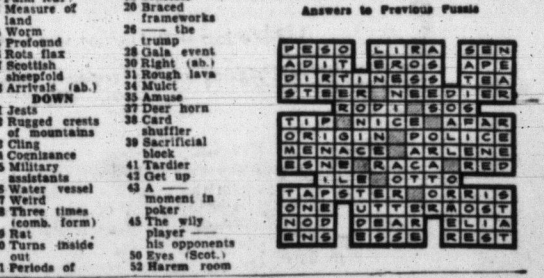 Measure of
land
Worm
Profound
Rota flax
Scottish
sheepfold
Arrivals (ab.)
DOWN
Jests
Rugged crests
of mountains
Cling
Cognizance
Military
assistants
Water vessel
Weird
Three times
(comb. form)
Rat
Turns inside
out
Periods of
20 Braced
frameworks
26 — the
trump
28 Gala event
30 Right (ab.)
31 Rough lava
34 Mulct
35 Amuse
37 Deer horn
38 Card
shuffler
39 Sacrificial
block
41 Tardier
42 Get up
43 A —
moment in
poker
45 The wily
player —
his opponents
50 Eyes (Scot.)
52 Harem room
Answers to Previous Puzzle
PESO LIRA SEN
ADIT EROS APE
DIRTINESS TEA
STEER NEEDIER
RODI SOS
TIP NICE AFAR
ORIGIN POLICE
MENACE ARLENE
ESNE RACA RED
ILE OTTO
TAPSTER ORRIS
ONE UTTERMOST
NOD DEAR ELIA
ENS ESSE REST